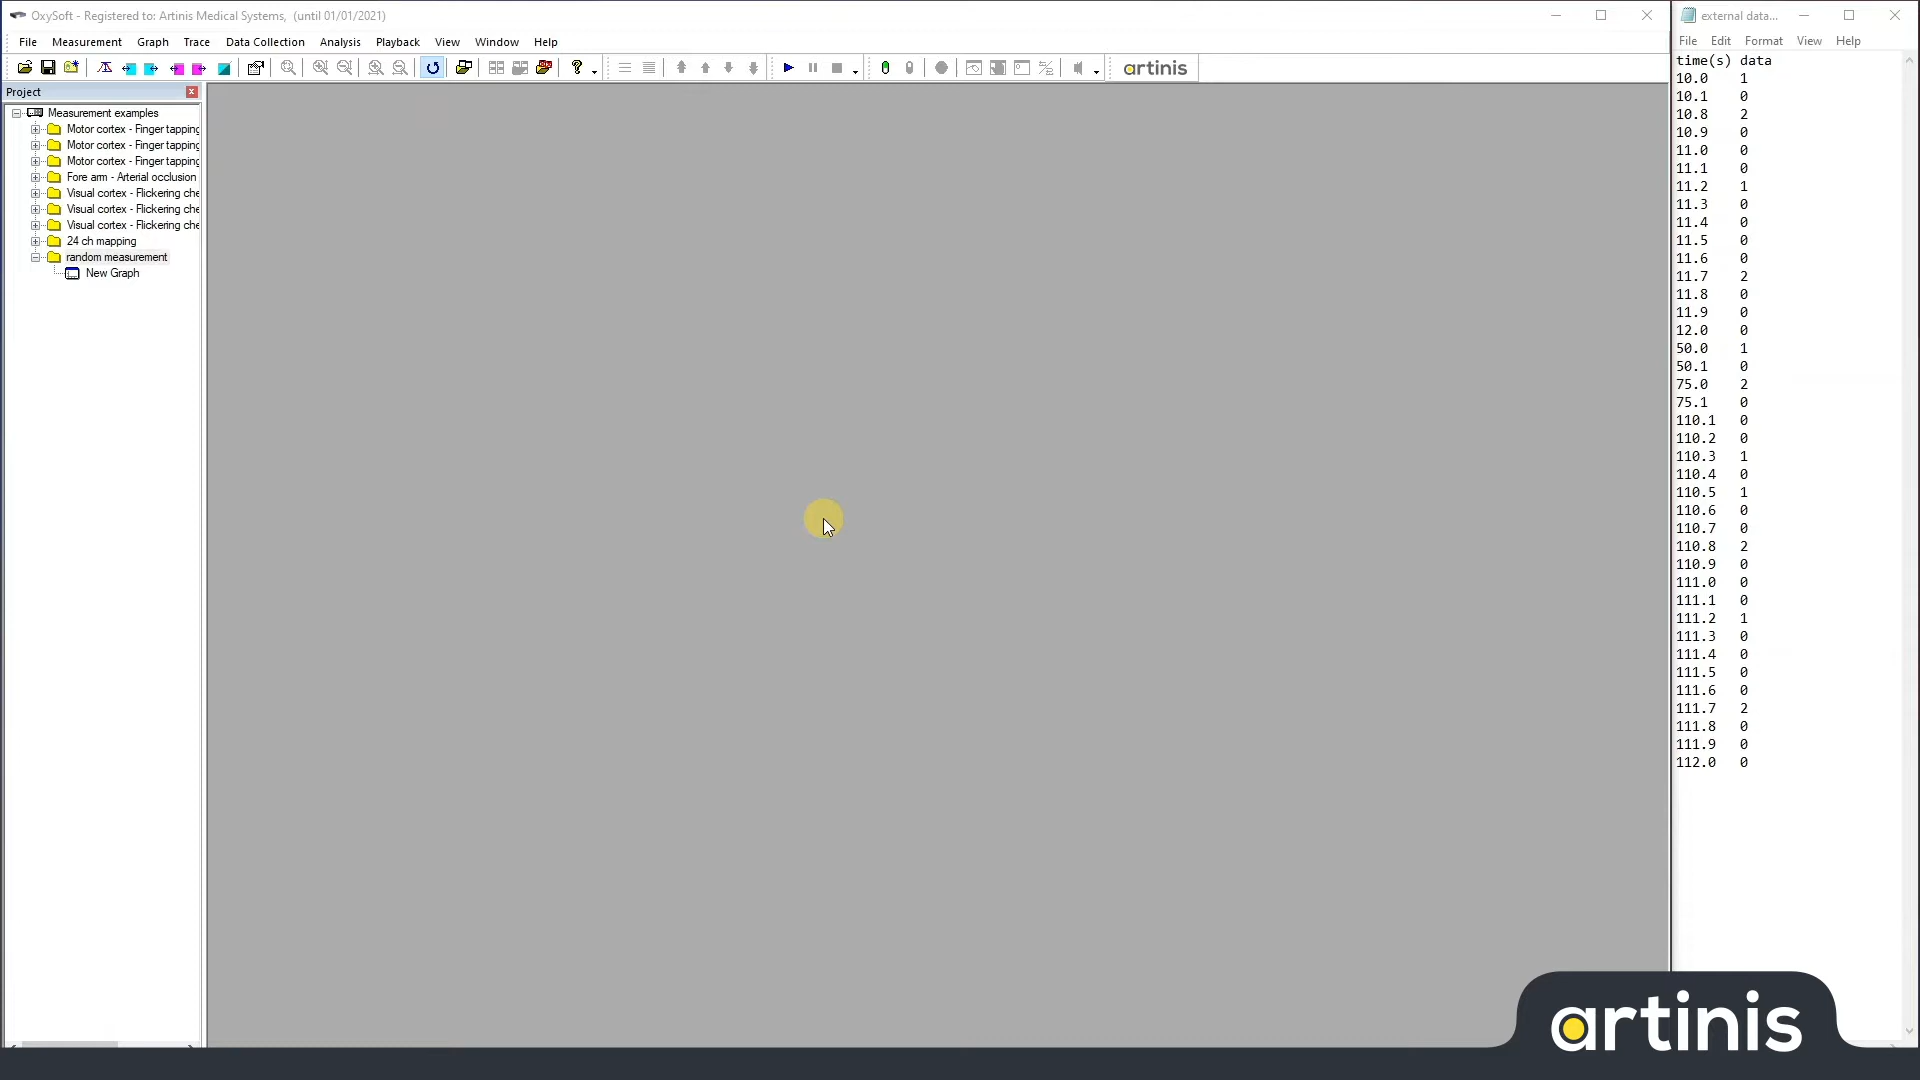 OxySoft - Registered to: Artinis Medical Systems, (until 01/01/2021)
File Measurement Graph Trace Data Collection Analysis Playback View Window Help
artinis
Project
Measurement examples
Motor cortex - Finger tapping
Motor cortex - Finger tapping
Motor cortex - Finger tapping
Fore arm - Arterial occlusion
Visual cortex - Flickering che
Visual cortex - Flickering che
Visual cortex - Flickering che
24 ch mapping
random measurement
New Graph
external data...
File Edit Format View Help
time(s) data
10.0 1
10.1 0
10.8 2
10.9 0
11.0 0
11.1 0
11.2 1
11.3 0
11.4 0
11.5 0
11.6 0
11.7 2
11.8 0
11.9 0
12.0 0
50.0 1
50.1 0
75.0 2
75.1 0
110.1 0
110.2 0
110.3 1
110.4 0
110.5 1
110.6 0
110.7 0
110.8 2
110.9 0
111.0 0
111.1 0
111.2 1
111.3 0
111.4 0
111.5 0
111.6 0
111.7 2
111.8 0
111.9 0
112.0 0
artinis